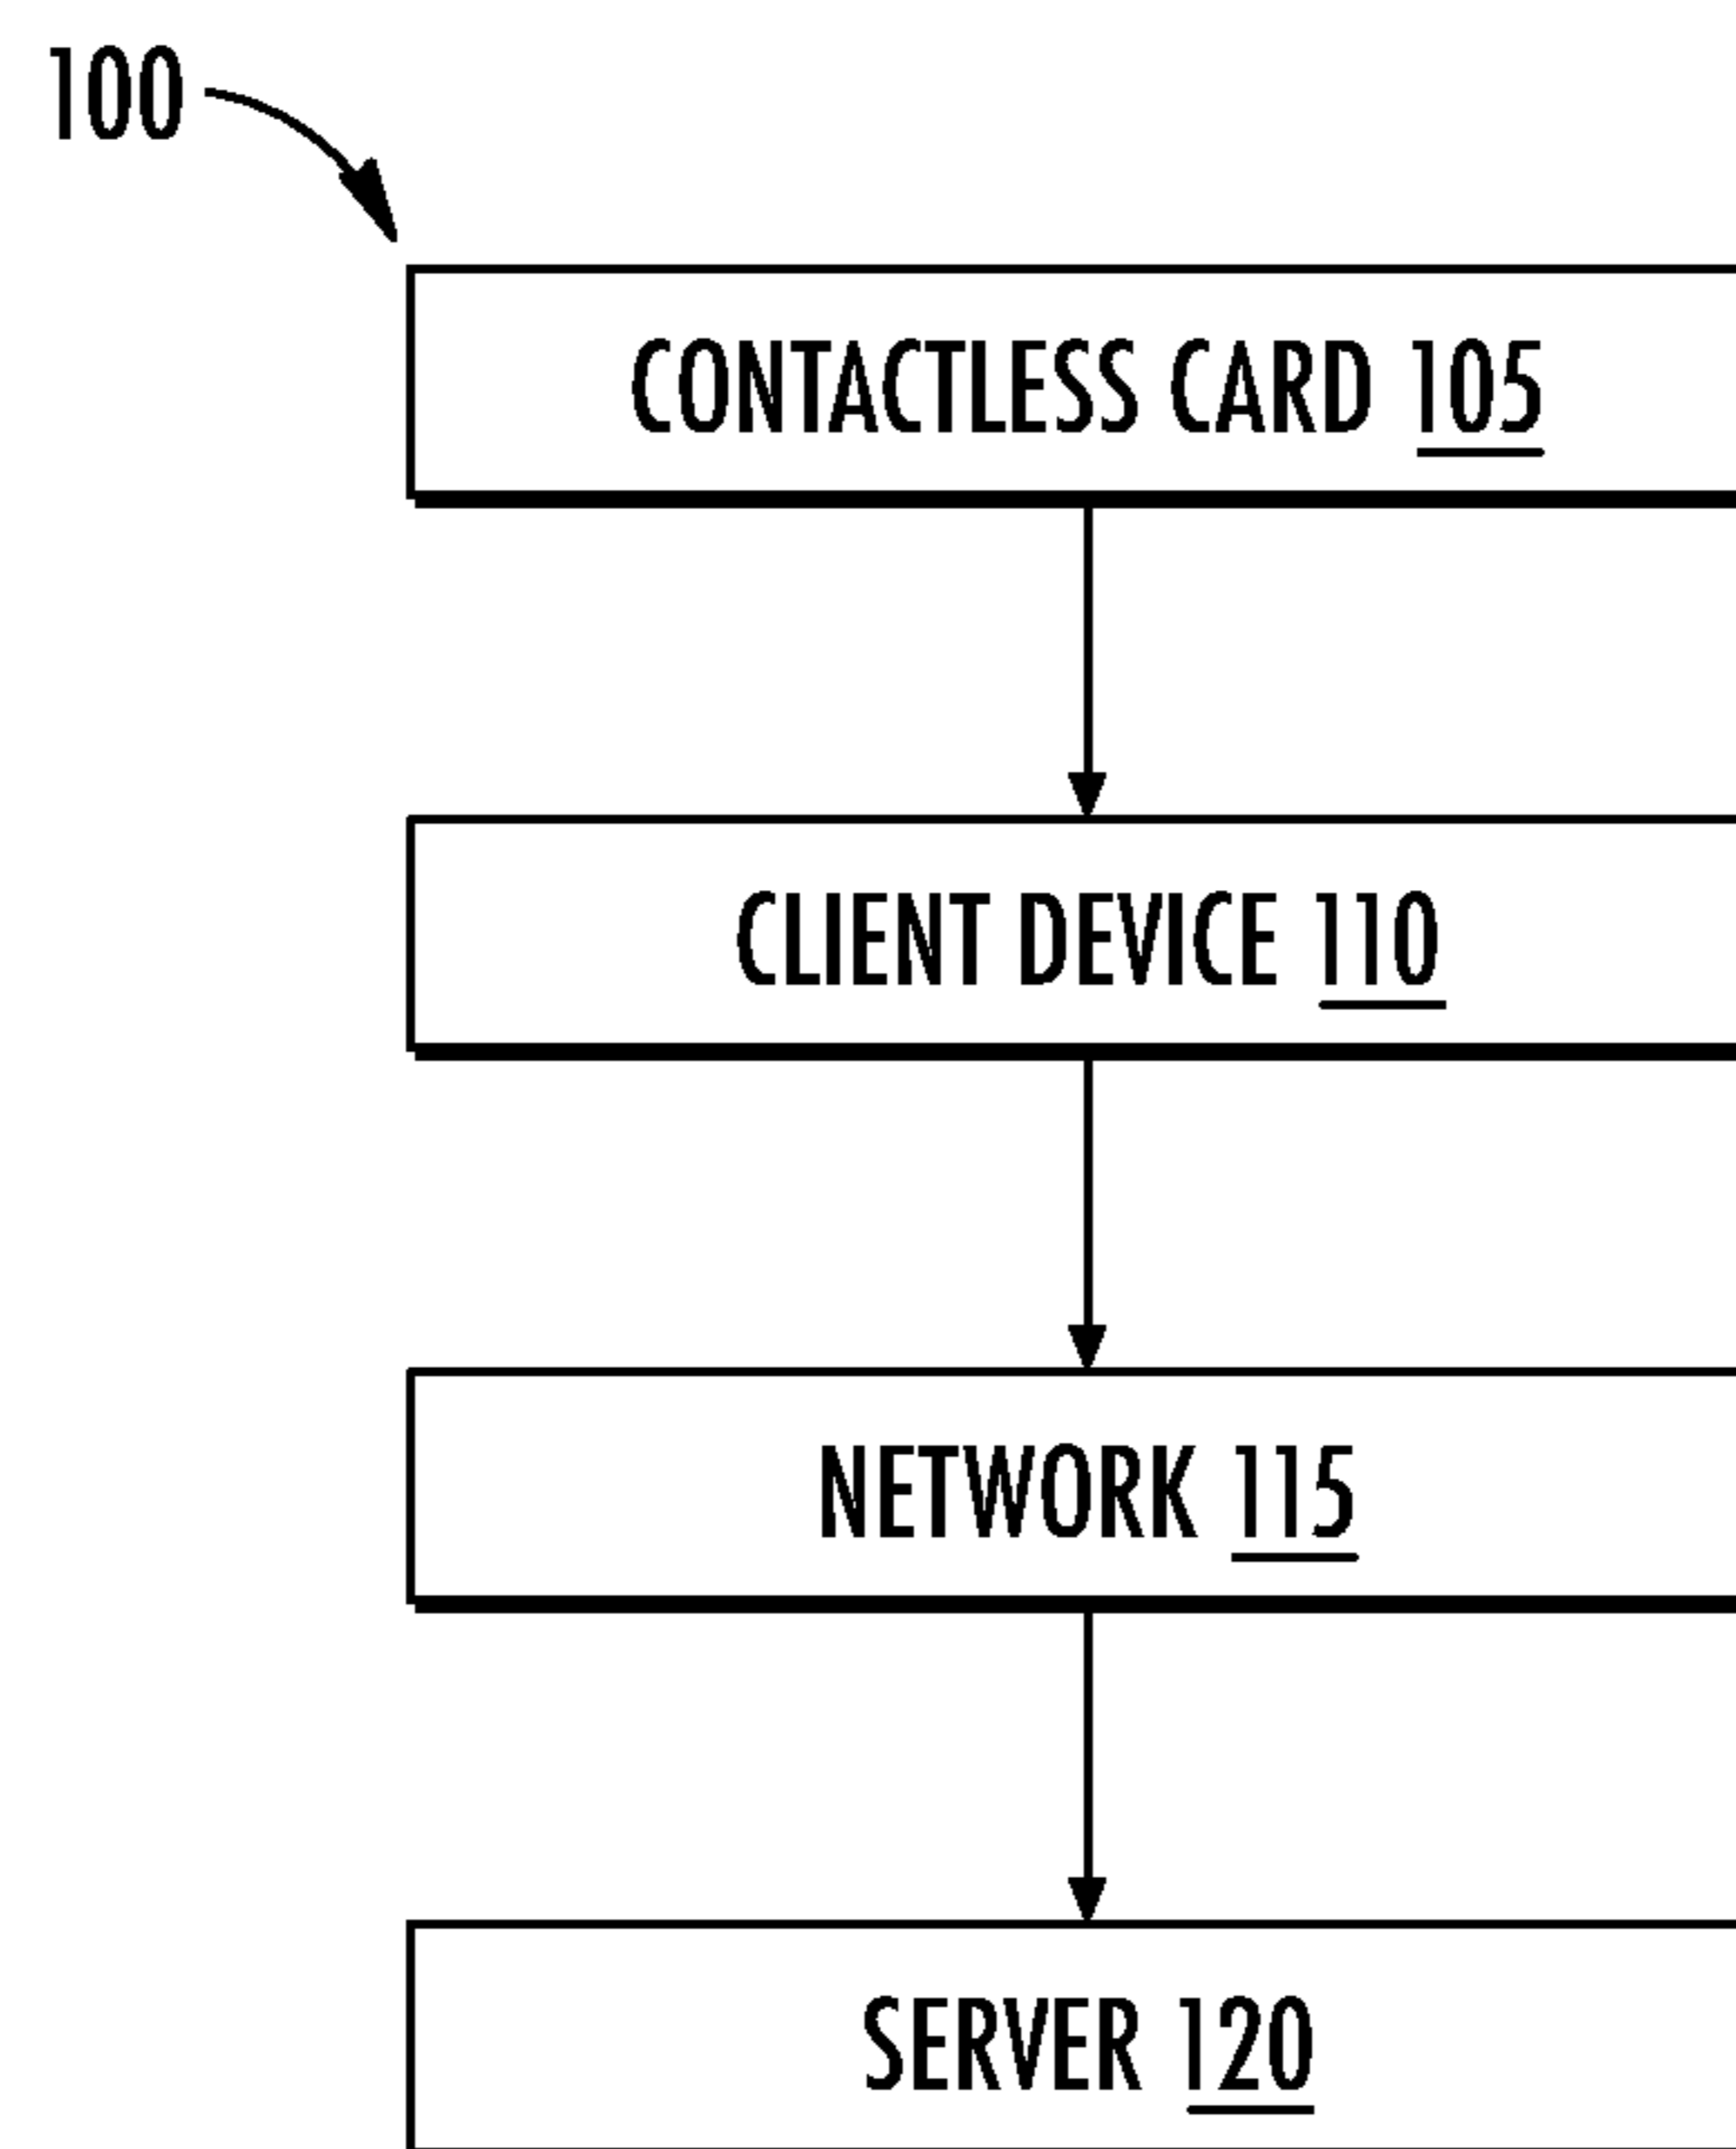 100
CONTACTLESS CARD 105
CLIENT DEVICE 110
NETWORK 115
SERVER 120